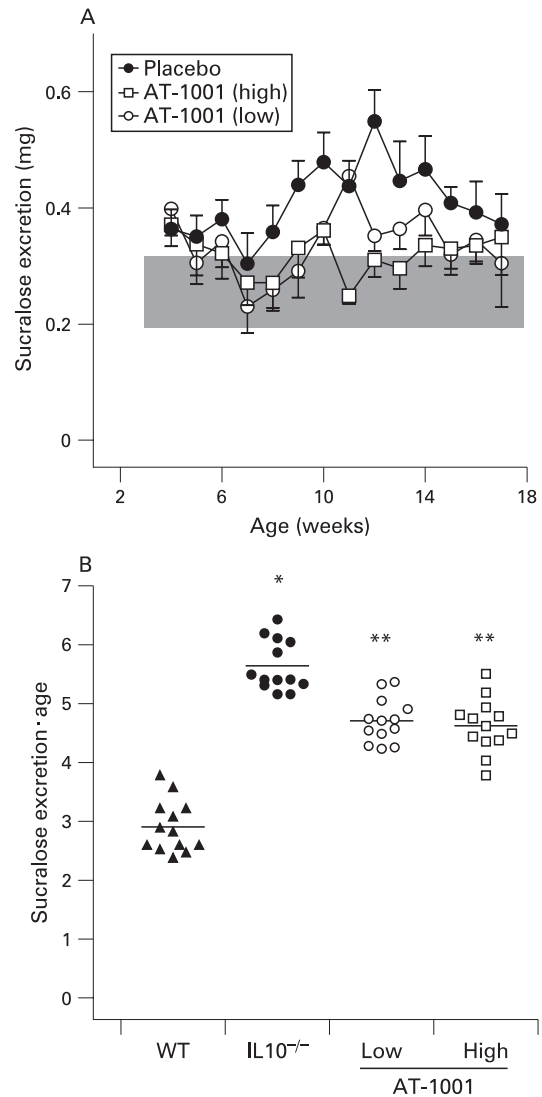 A
Placebo
AT-1001 (high)
AT-1001 (low)
0.6
0.4
0.2
0
Sucralose excretion (mg)
2 6 10 14 18
Age (weeks)
B
7
6
5
4
3
2
1
0
Sucralose excretion · age
* ** **
WT IL10⁻/⁻ Low High
AT-1001